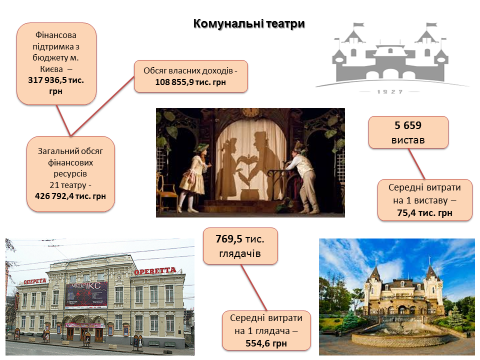 Комунальні театри
Фінансова
підтримка з
бюджету м.
Києва –
317 936,5 тис.
грн
Обсяг власних доходів -
108 855,9 тис. грн
Загальний обсяг
фінансових
ресурсів
21 театру -
426 792,4 тис. грн
1927
5 659
вистав
Середні витрати
на 1 виставу –
75,4 тис. грн
769,5 тис.
глядачів
Середні витрати
на 1 глядача –
554,6 грн
ОПЕРЕТА
OPERETTA